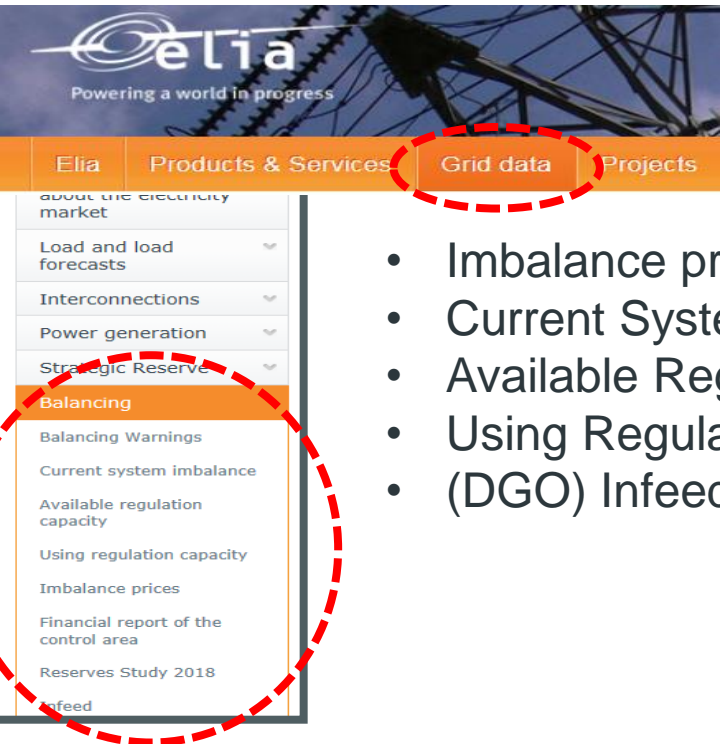 elia
Powering a world in progress
Elia Products & Services Grid data Projects
about the electricity
market
Load and load
forecasts
Interconnections
Power generation
Strategic Reserve
Balancing
Balancing Warnings
Current system imbalance
Available regulation
capacity
Using regulation capacity
Imbalance prices
Financial report of the
control area
Reserves Study 2018
Infeed
• Imbalance pr
• Current Syste
• Available Reg
• Using Regula
• (DGO) Infeed